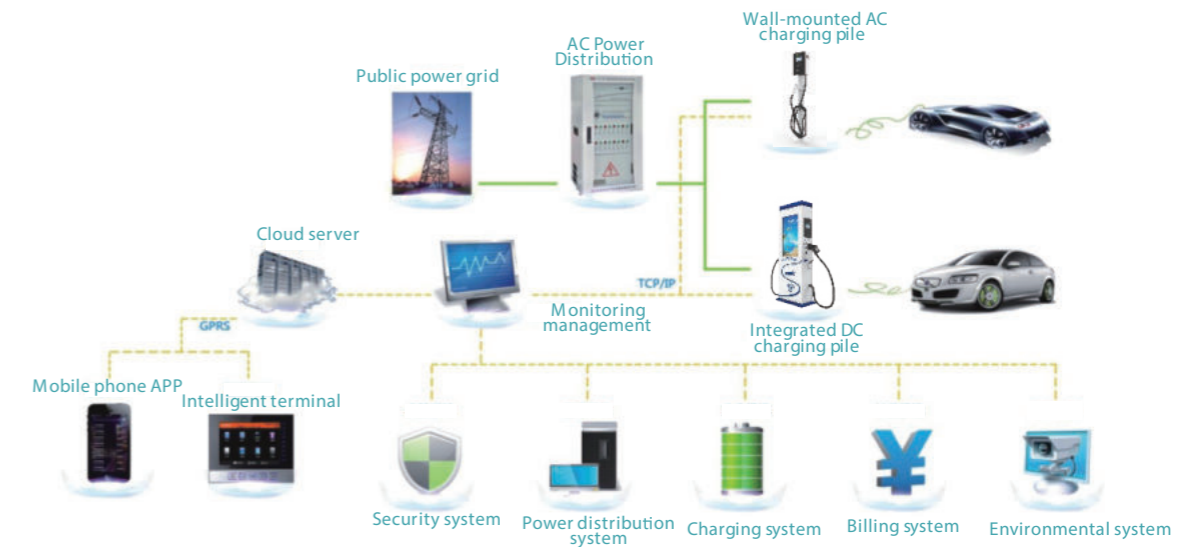 Wall-mounted AC
charging pile
AC Power
Distribution
Public power grid
Cloud server
TCP/IP
Monitoring
management
GPRS
Integrated DC
charging pile
Mobile phone APP
Intelligent terminal
¥
Security system
Power distribution
system
Charging system
Billing system
Environmental system